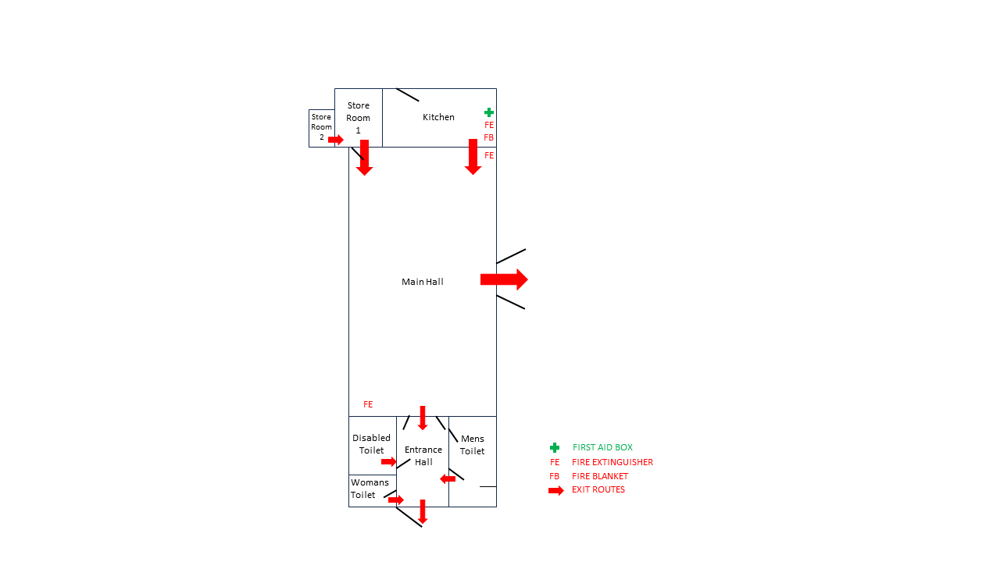 Store
Room
1
Store
Room
2
Kitchen
FE
FB
FE
Main Hall
FE
Disabled
Toilet
Entrance
Hall
Mens
Toilet
Womans
Toilet
FIRST AID BOX
FE FIRE EXTINGUISHER
FB FIRE BLANKET
EXIT ROUTES